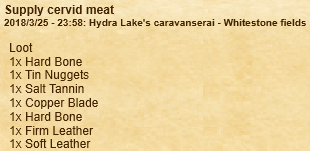 Supply cervid meat
2018/3/25 - 23:58: Hydra Lake's caravanserai - Whitestone fields
Loot
1x Hard Bone
1x Tin Nuggets
1x Salt Tannin
1x Copper Blade
1x Hard Bone
1x Firm Leather
1x Soft Leather